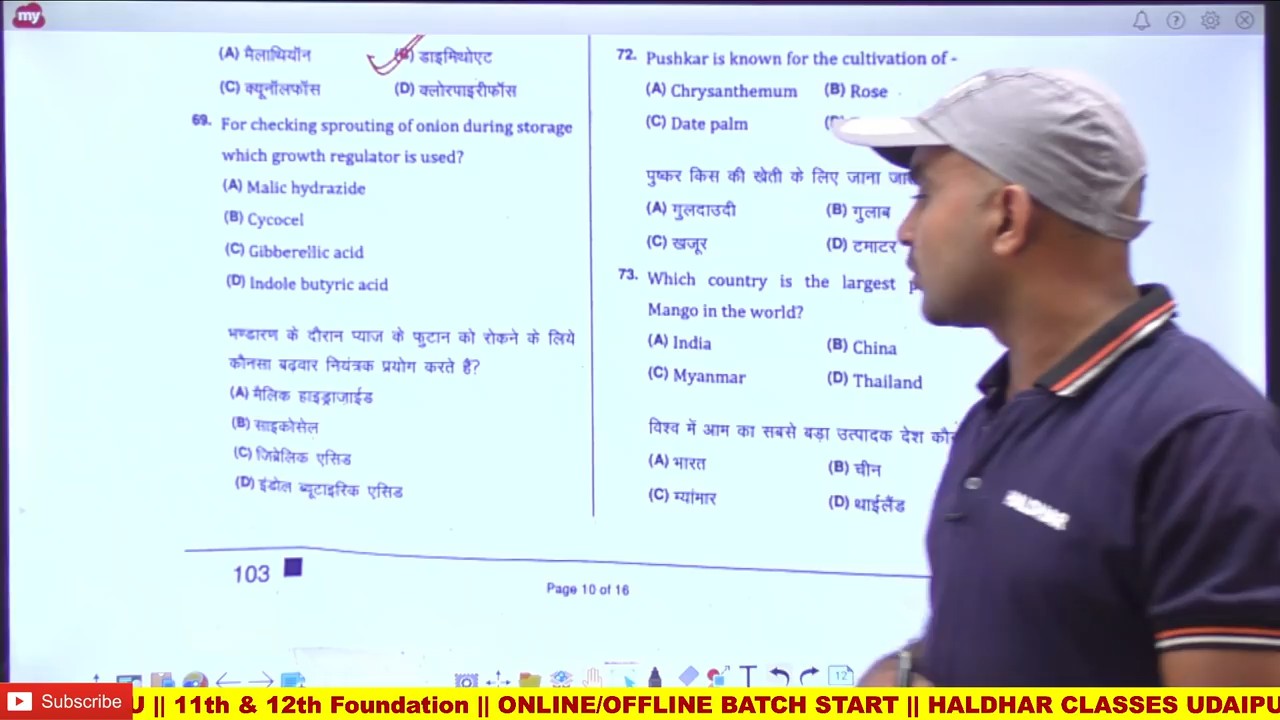 my
(A) मैलाथियॉन
(B) डाइमिथोएट
(C) क्यूनॉलफॉस
(D) क्लोरपाइरीफॉस
69. For checking sprouting of onion during storage
which growth regulator is used?
(A) Malic hydrazide
(B) Cycocel
(C) Gibberellic acid
(D) Indole butyric acid
भण्डारण के दौरान प्याज के फुटान को रोकने के लिये
कौनसा बढ़वार नियंत्रक प्रयोग करते हैं?
(A) मैलिक हाइड्राजाईड
(B) साइकोसेल
(C) जिब्रेलिक एसिड
(D) इंडोल ब्यूटाइरिक एसिड
72. Pushkar is known for the cultivation of -
(A) Chrysanthemum (B) Rose
(C) Date palm
पुष्कर किस की खेती के लिए जाना
(A) गुलदाउदी (B) गुलाब
(C) खजूर (D) टमाटर
73. Which country is the largest
Mango in the world?
(A) India (B) China
(C) Myanmar (D) Thailand
विश्व में आम का सबसे बड़ा उत्पादक देश
(A) भारत (B) चीन
(C) म्यांमार (D) थाईलैंड
103
Page 10 of 16
HALDHAR
12
Subscribe
U || 11th & 12th Foundation || ONLINE/OFFLINE BATCH START || HALDHAR CLASSES UDAIPU